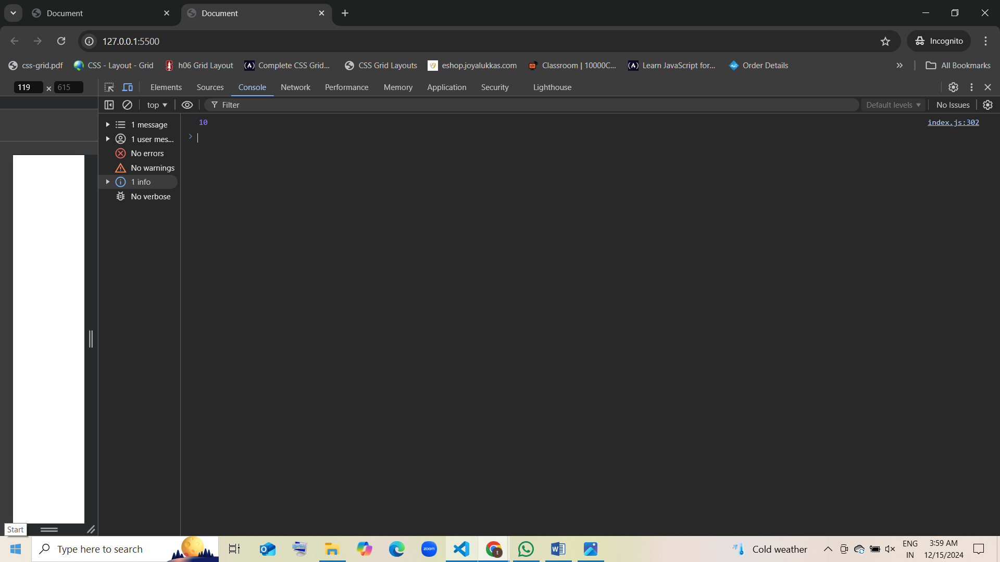 Document
Document
127.0.0.1:5500
Incognito
css-grid.pdf
CSS - Layout - Grid
h06 Grid Layout
Complete CSS Grid...
CSS Grid Layouts
eshop.joyalukkas.com
Classroom | 10000C...
Learn JavaScript for...
Order Details
All Bookmarks
119 × 615
Elements
Sources
Console
Network
Performance
Memory
Application
Security
Lighthouse
top
Filter
Default levels
No Issues
1 message
1 user mes...
No errors
No warnings
1 info
No verbose
10
index.js:302
Start
Type here to search
zoom
Cold weather
ENG
IN
3:59 AM
12/15/2024